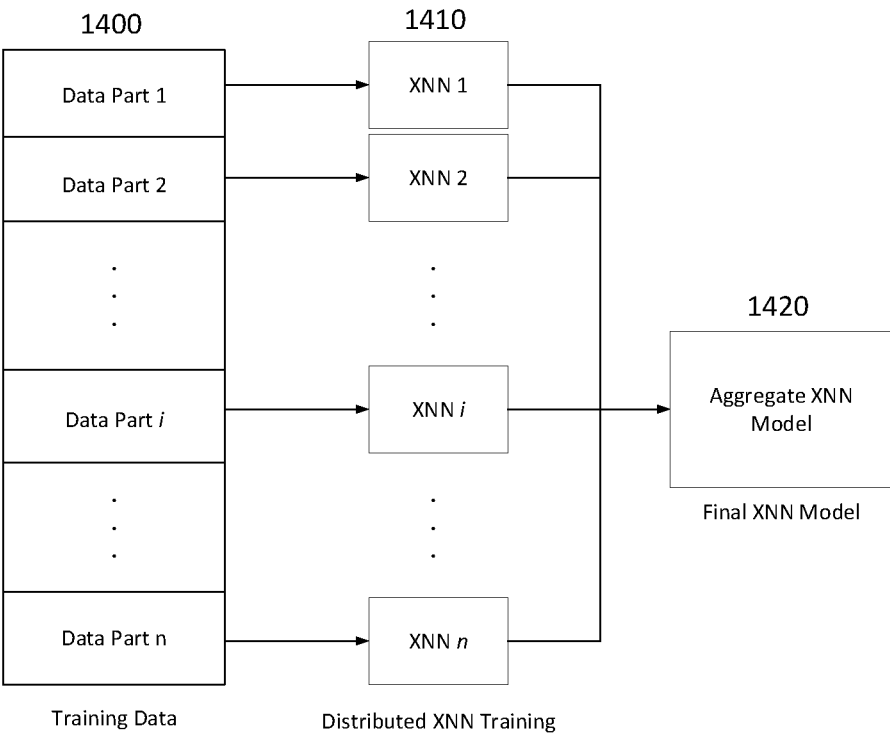 1400
1410
Data Part 1
XNN 1
Data Part 2
XNN 2
1420
Data Part i
XNN i
Aggregate XNN
Model
Final XNN Model
Data Part n
XNN n
Training Data
Distributed XNN Training